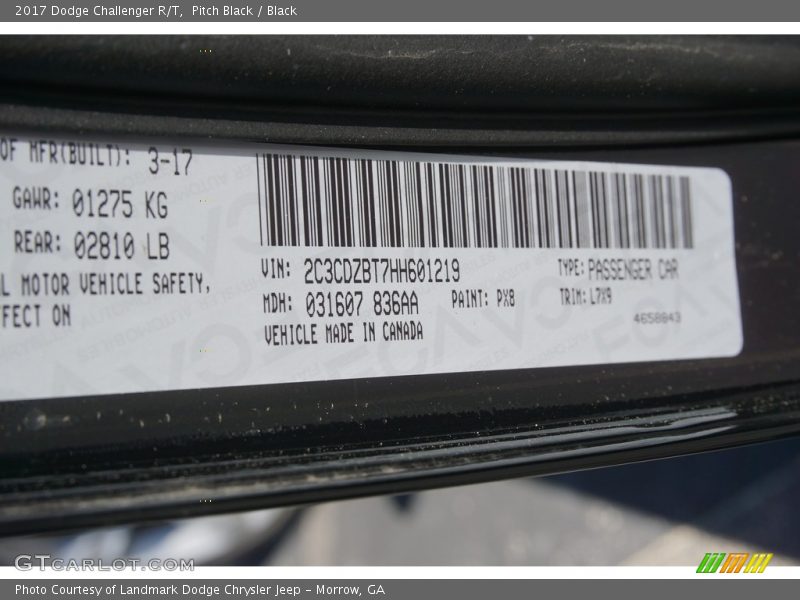 2017 Dodge Challenger R/T, Pitch Black / Black
OF MFR(BUILT): 3-17
GAWR: 01275 KG
REAR: 02810 LB
L MOTOR VEHICLE SAFETY,
FFECT ON
VIN: 2C3CDZBT7HH601219 TYPE: PASSENGER CAR
MDH: 031607 836AA PAINT: PX8 TRIM: L7X9
VEHICLE MADE IN CANADA 4658843
GTCARLOT.COM
Photo Courtesy of Landmark Dodge Chrysler Jeep – Morrow, GA